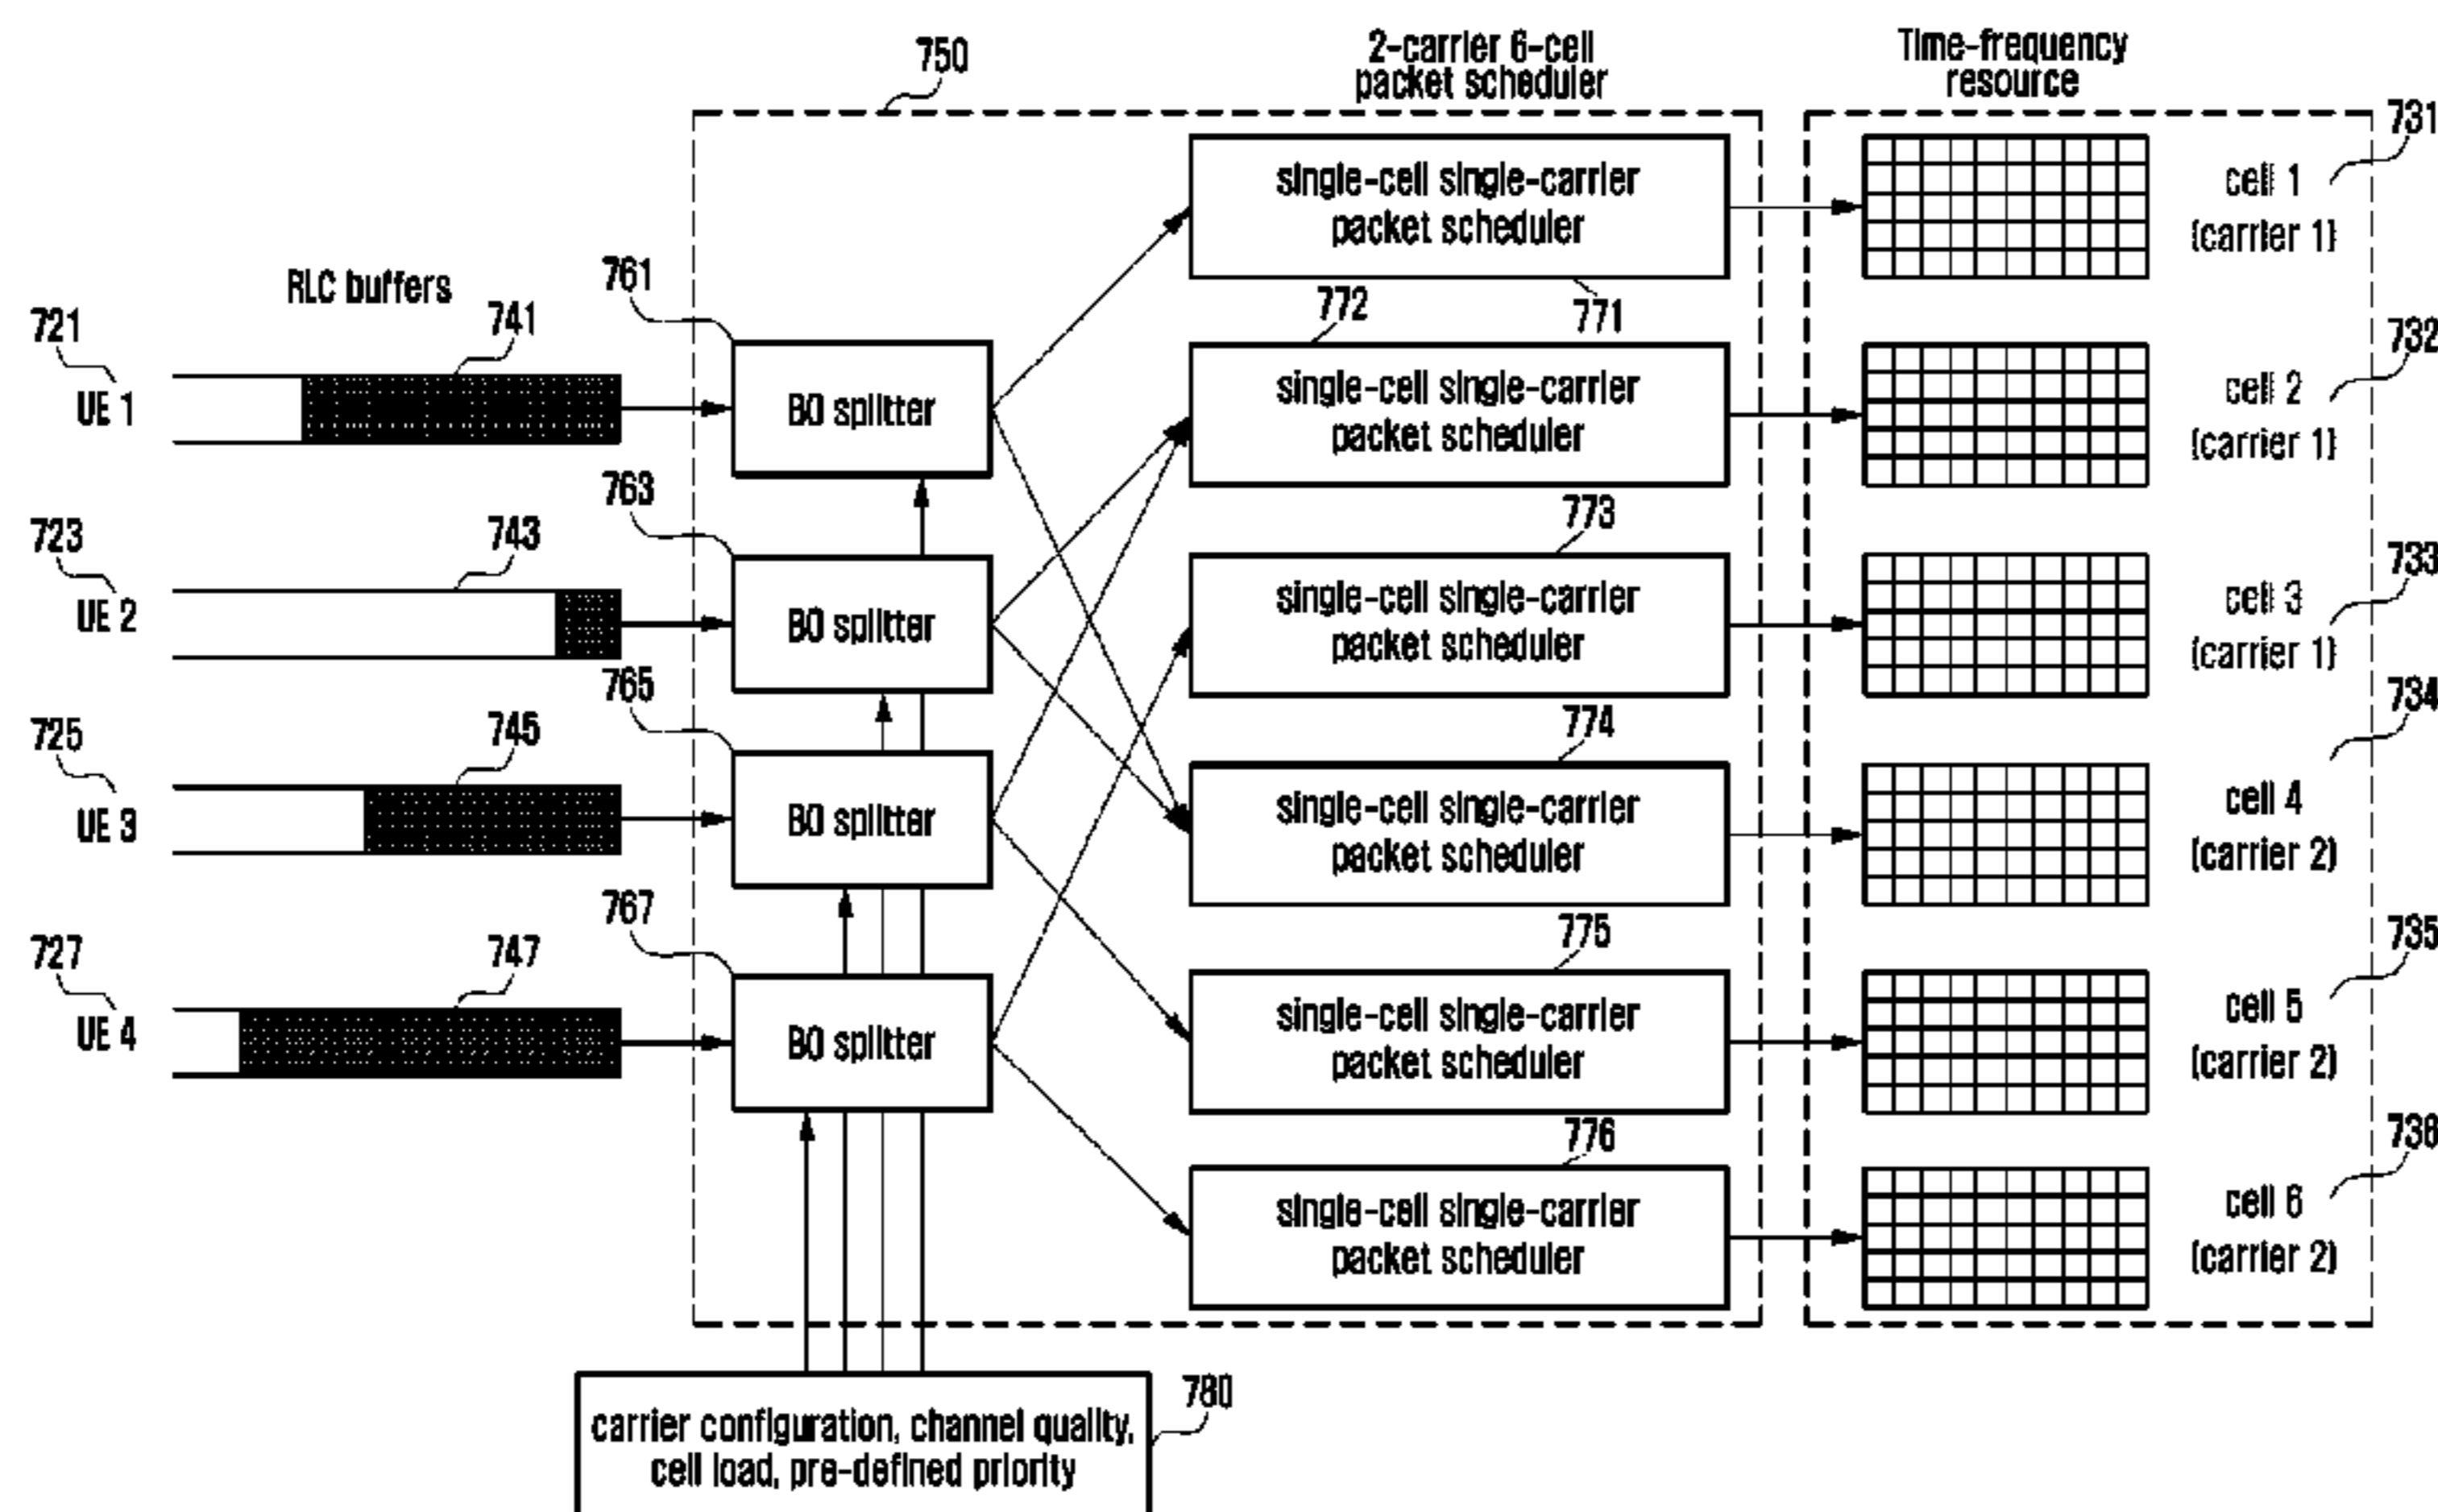 750
2-carrier 6-cell
packet scheduler
Time-frequency
resource
731
single-cell single-carrier
packet scheduler
cell 1
(carrier 1)
RLC buffers
761
771
772
732
721
741
UE 1
BO splitter
single-cell single-carrier
packet scheduler
cell 2
(carrier 1)
763
773
733
723
743
UE 2
BO splitter
single-cell single-carrier
packet scheduler
cell 3
(carrier 1)
765
774
734
725
745
UE 3
BO splitter
single-cell single-carrier
packet scheduler
cell 4
(carrier 2)
767
775
735
727
747
UE 4
BO splitter
single-cell single-carrier
packet scheduler
cell 5
(carrier 2)
776
736
single-cell single-carrier
packet scheduler
cell 6
(carrier 2)
780
carrier configuration, channel quality,
cell load, pre-defined priority